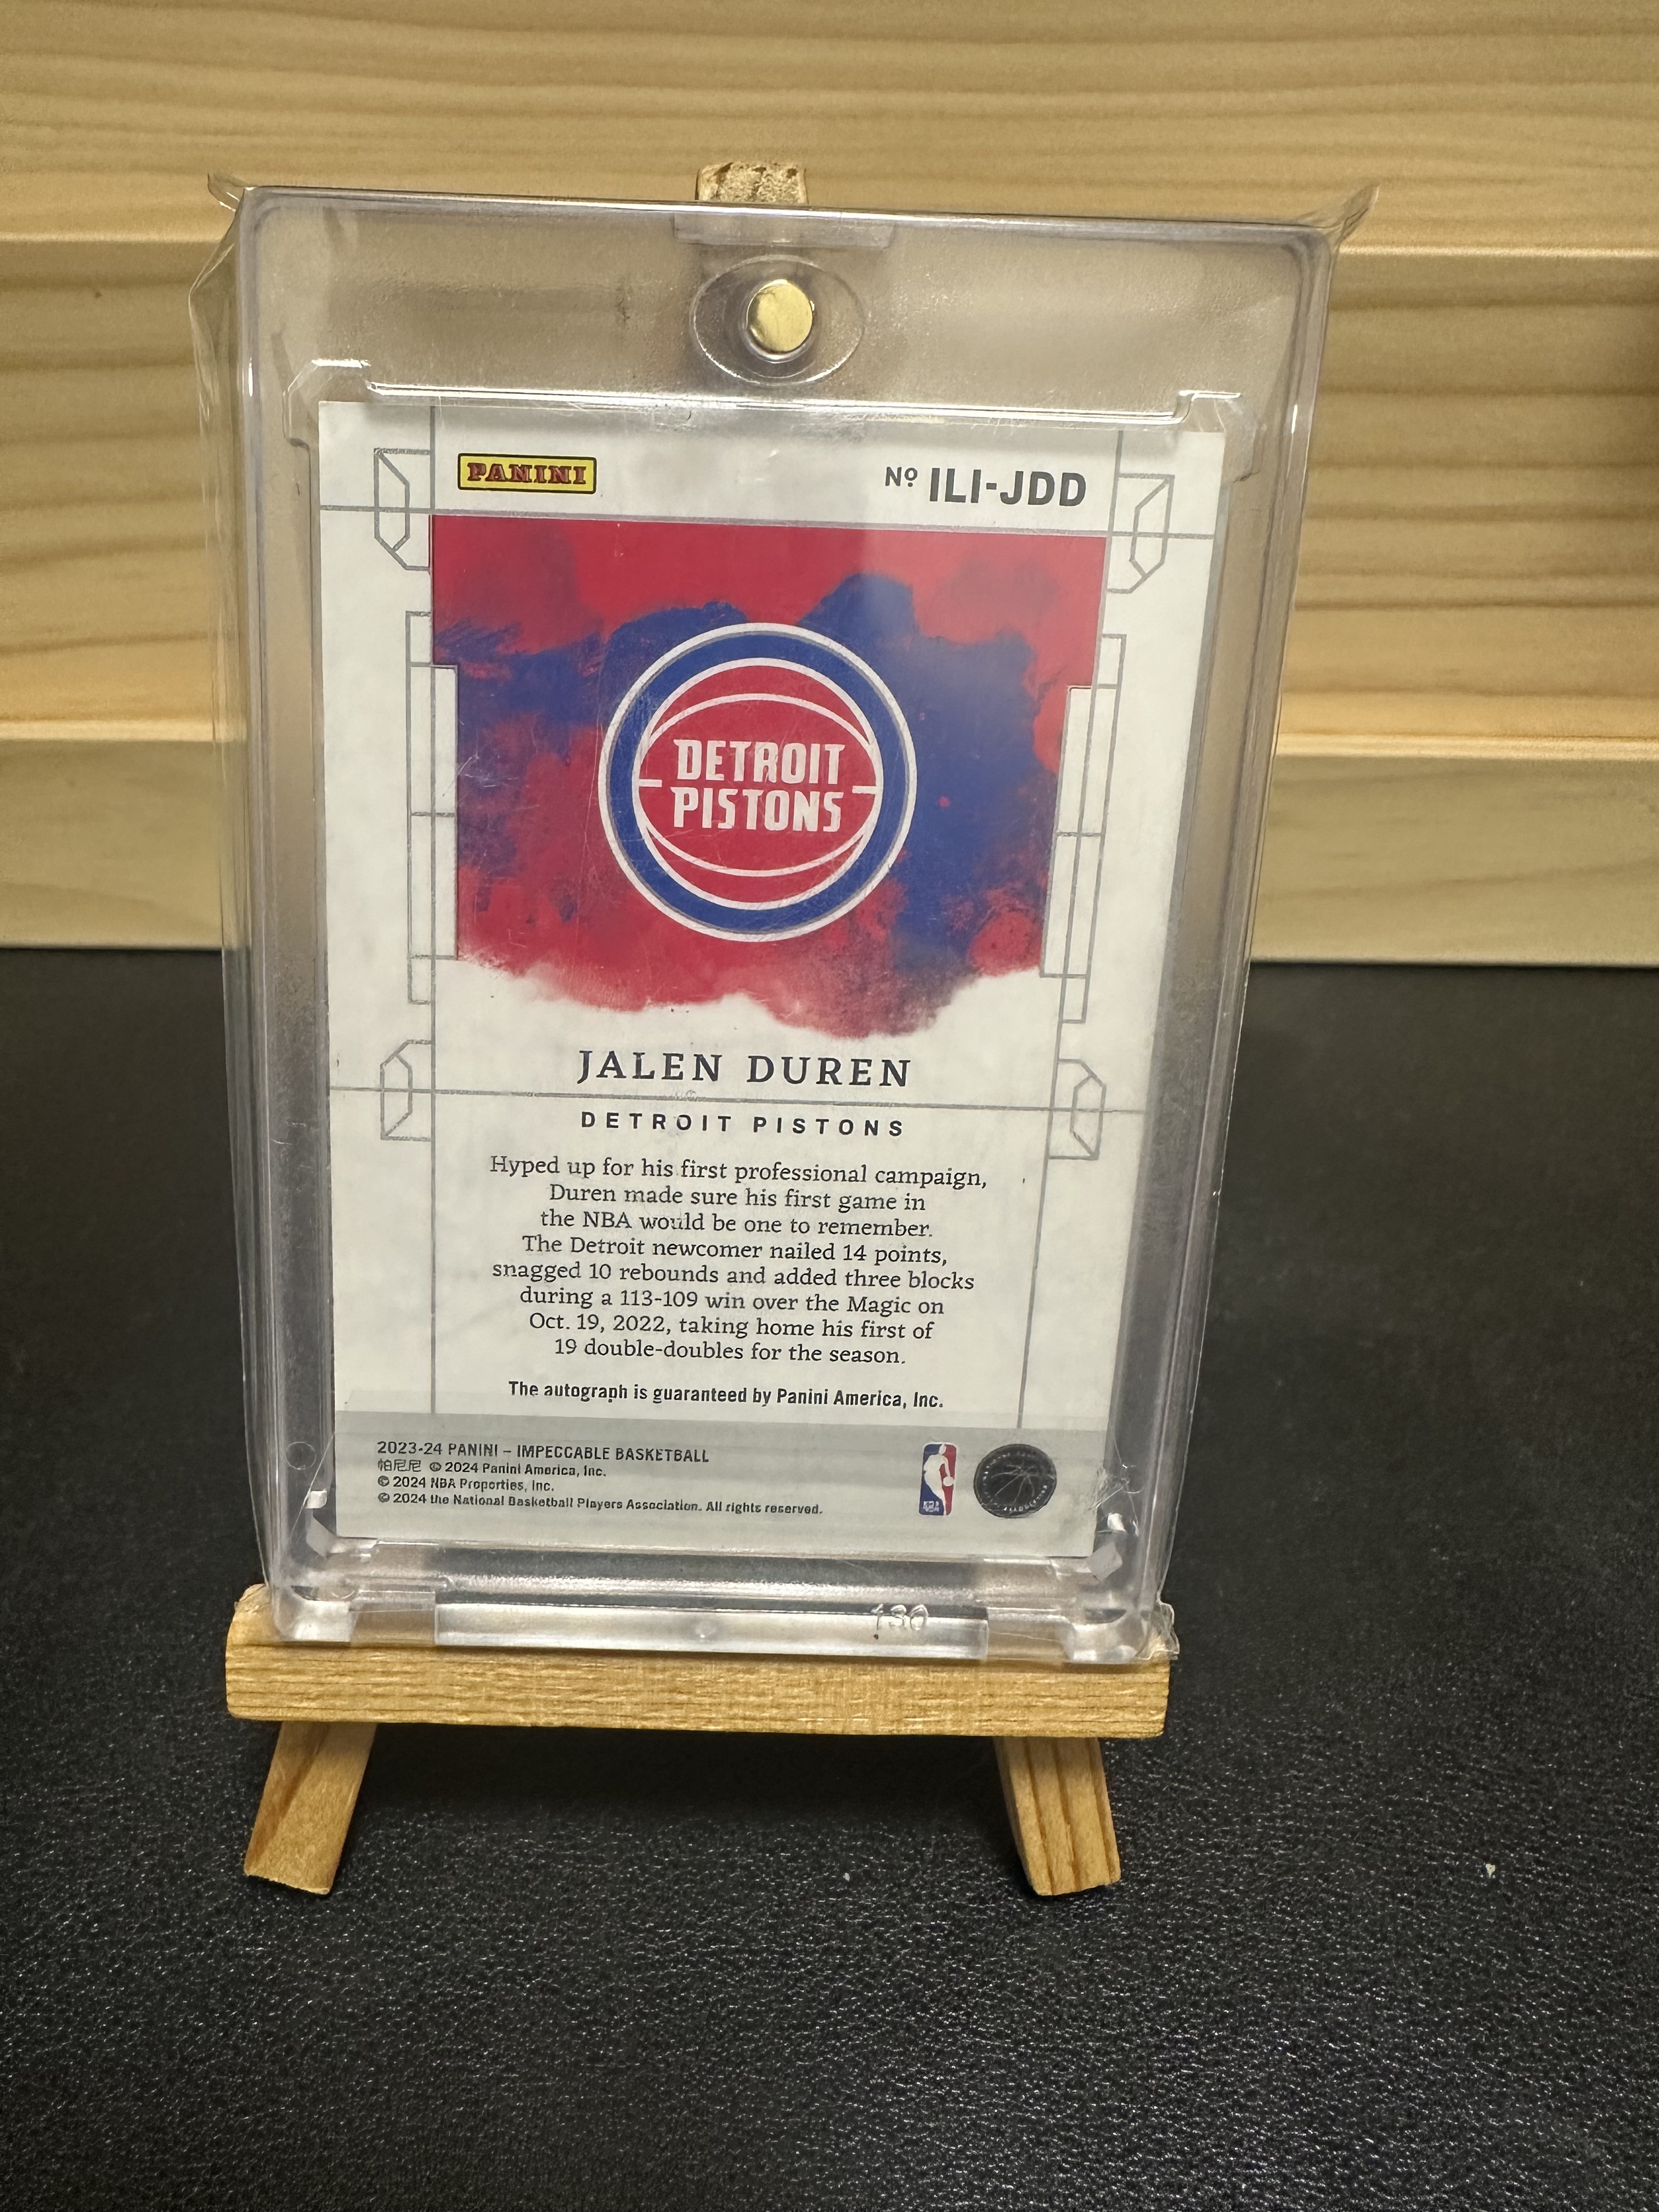 PANINI
Nº ILI-JDD
DETROIT
PISTONS
JALEN DUREN
DETROIT PISTONS
Hyped up for his first professional campaign,
Duren made sure his first game in
the NBA would be one to remember.
The Detroit newcomer nailed 14 points,
snagged 10 rebounds and added three blocks
during a 113-109 win over the Magic on
Oct. 19, 2022, taking home his first of
19 double-doubles for the season.
The autograph is guaranteed by Panini America, Inc.
2023-24 PANINI – IMPECCABLE BASKETBALL
帕尼尼 © 2024 Panini America, Inc.
© 2024 NBA Properties, Inc.
© 2024 the National Basketball Players Association. All rights reserved.